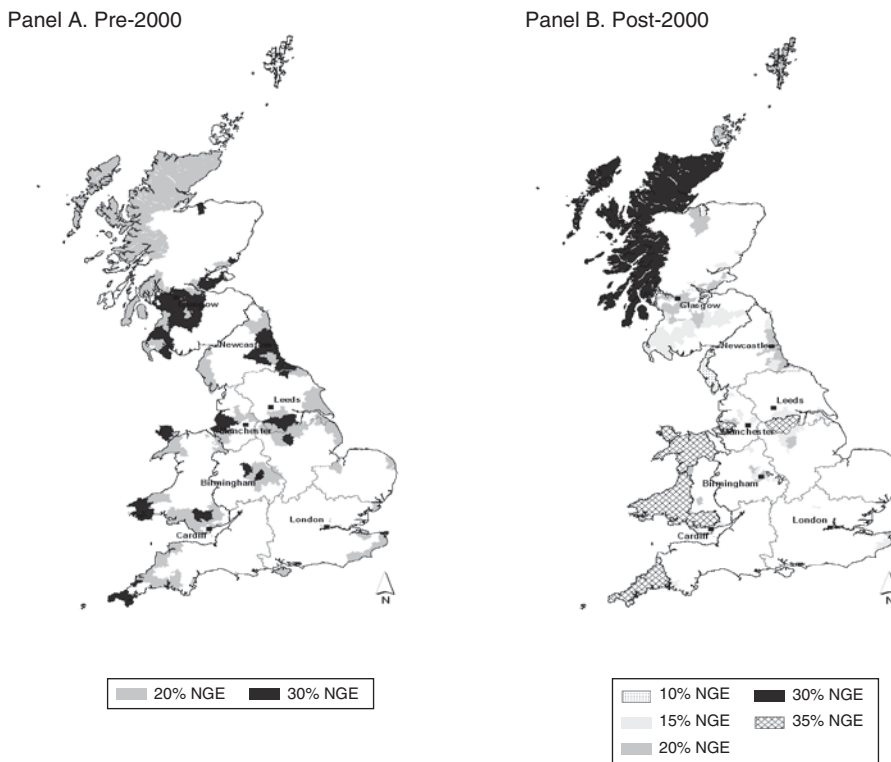 Panel A. Pre-2000
Glasgow
Newcastle
Leeds
Manchester
Birmingham
London
Cardiff
N
20% NGE 30% NGE
Panel B. Post-2000
Glasgow
Newcastle
Leeds
Manchester
Birmingham
London
Cardiff
N
10% NGE 30% NGE
15% NGE 35% NGE
20% NGE